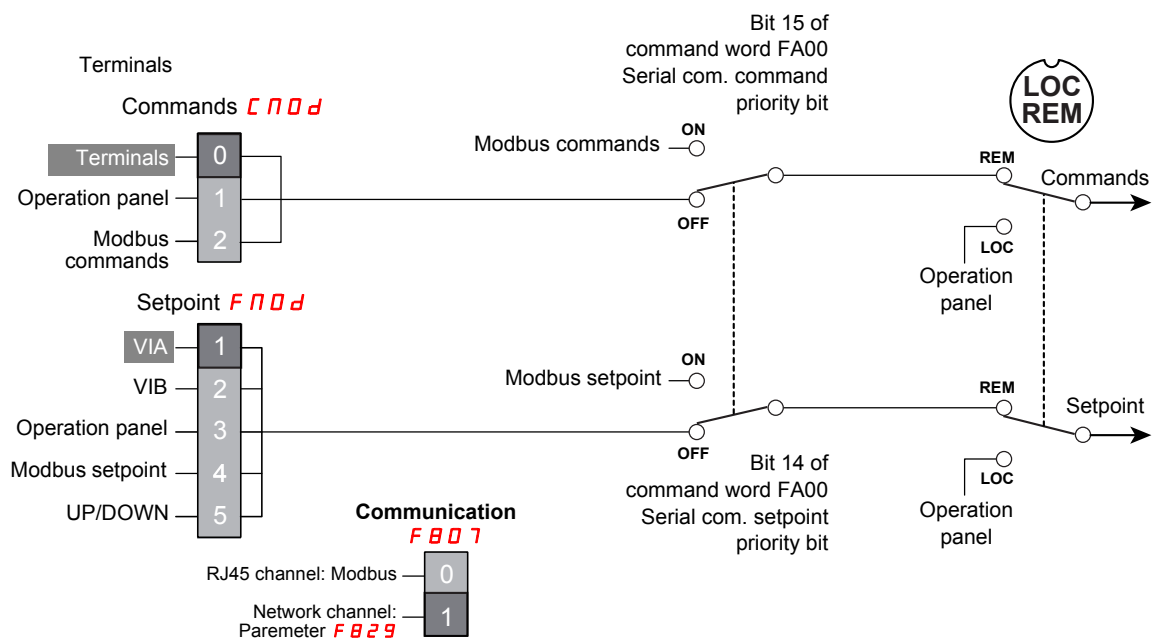 Bit 15 of
command word FA00
Serial com. command
priority bit
Terminals
LOC
REM
Commands CMOd
Terminals
0
Operation panel
1
Modbus
commands
2
Modbus commands
ON
OFF
REM
Commands
LOC
Operation
panel
Setpoint FMOd
VIA
1
VIB
2
Operation panel
3
Modbus setpoint
4
UP/DOWN
5
Modbus setpoint
ON
OFF
REM
Setpoint
LOC
Operation
panel
Bit 14 of
command word FA00
Serial com. setpoint
priority bit
Communication
F807
RJ45 channel: Modbus
0
Network channel:
Paremeter F829
1